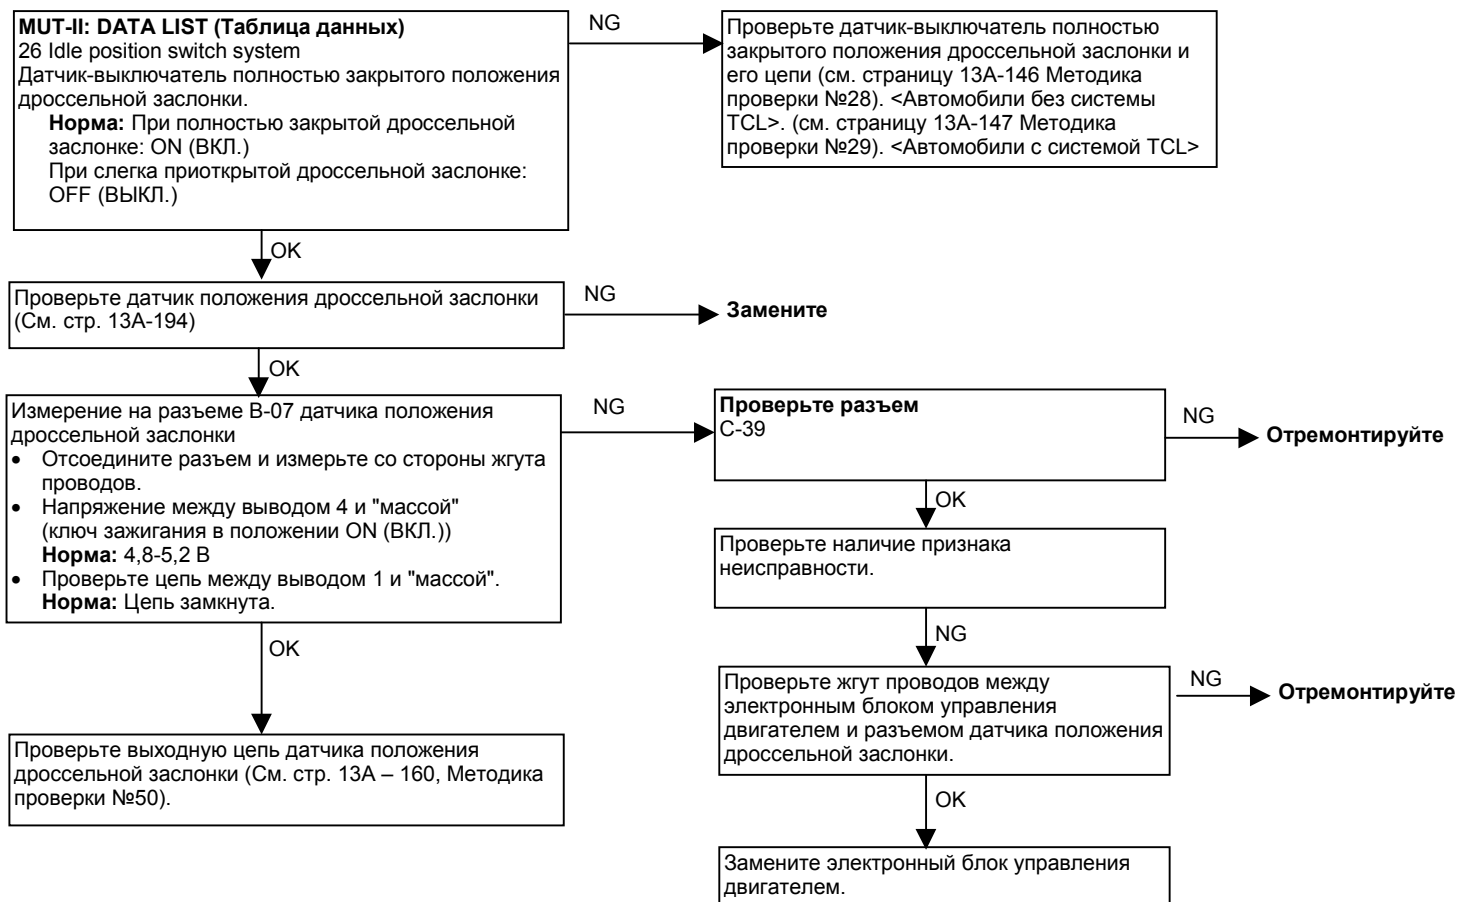 MUT-II: DATA LIST (Таблица данных)
26 Idle position switch system
Датчик-выключатель полностью закрытого положения
дроссельной заслонки.
Норма: При полностью закрытой дроссельной
заслонке: ON (ВКЛ.)
При слегка приоткрытой дроссельной заслонке:
OFF (ВЫКЛ.)
NG
Проверьте датчик-выключатель полностью
закрытого положения дроссельной заслонки и
его цепи (см. страницу 13A-146 Методика
проверки №28). <Автомобили без системы
TCL>. (см. страницу 13A-147 Методика
проверки №29). <Автомобили с системой TCL>
OK
Проверьте датчик положения дроссельной заслонки
(См. стр. 13A-194)
NG
Замените
OK
Измерение на разъеме B-07 датчика положения
дроссельной заслонки
• Отсоедините разъем и измерьте со стороны жгута
проводов.
• Напряжение между выводом 4 и "массой"
(ключ зажигания в положении ON (ВКЛ.))
Норма: 4,8-5,2 В
• Проверьте цепь между выводом 1 и "массой".
Норма: Цепь замкнута.
NG
Проверьте разъем
C-39
NG
Отремонтируйте
OK
Проверьте наличие признака
неисправности.
NG
Проверьте жгут проводов между
электронным блоком управления
двигателем и разъемом датчика положения
дроссельной заслонки.
NG
Отремонтируйте
OK
Замените электронный блок управления
двигателем.
OK
Проверьте выходную цепь датчика положения
дроссельной заслонки (См. стр. 13A – 160, Методика
проверки №50).